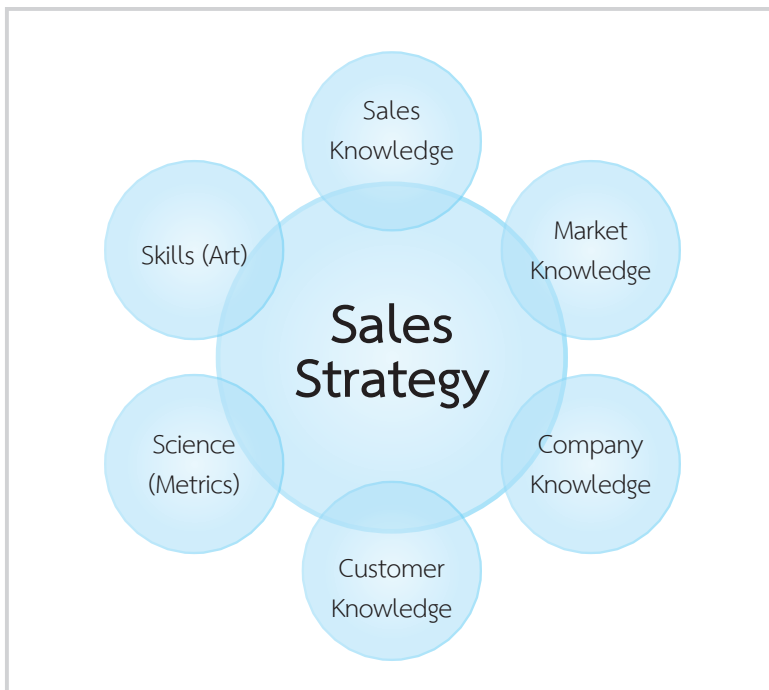 Sales
Knowledge
Market
Knowledge
Skills (Art)
Sales
Strategy
Company
Knowledge
Science
(Metrics)
Customer
Knowledge